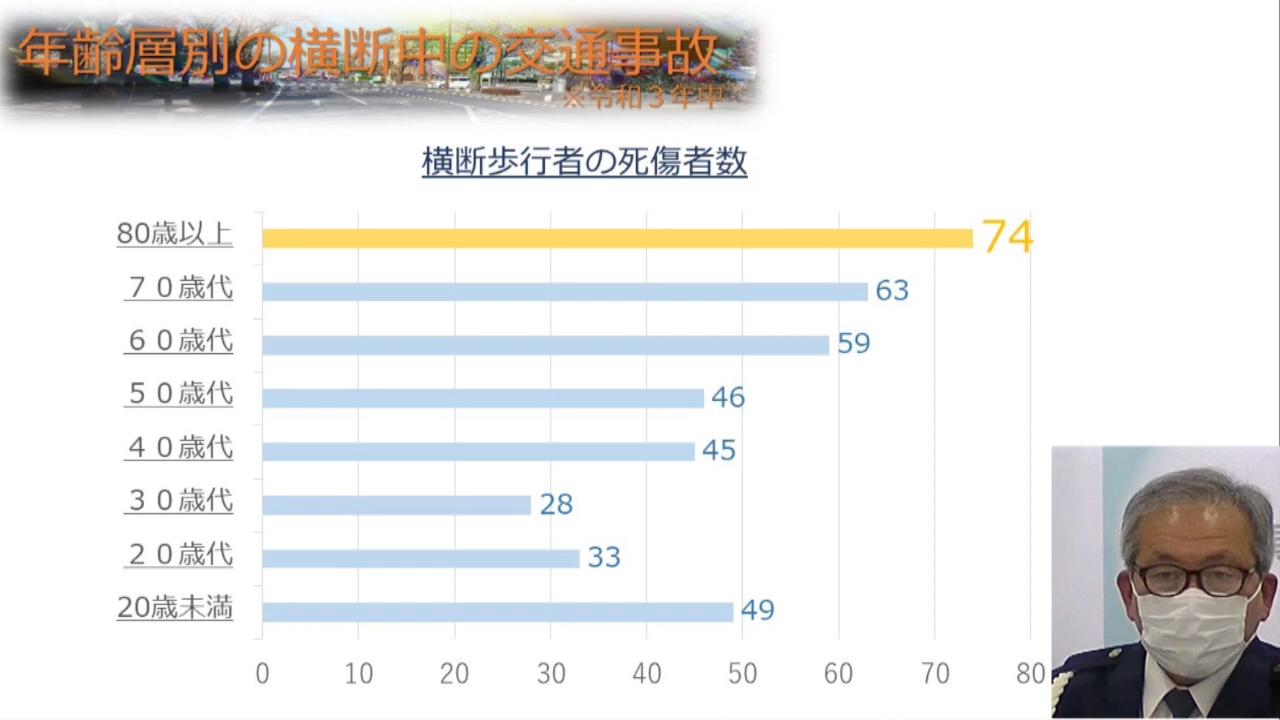 年齢層別の横断中の交通事故
※令和３年中
横断歩行者の死傷者数
80歳以上 74
７０歳代 63
６０歳代 59
５０歳代 46
４０歳代 45
３０歳代 28
２０歳代 33
20歳未満 49
0 10 20 30 40 50 60 70 80